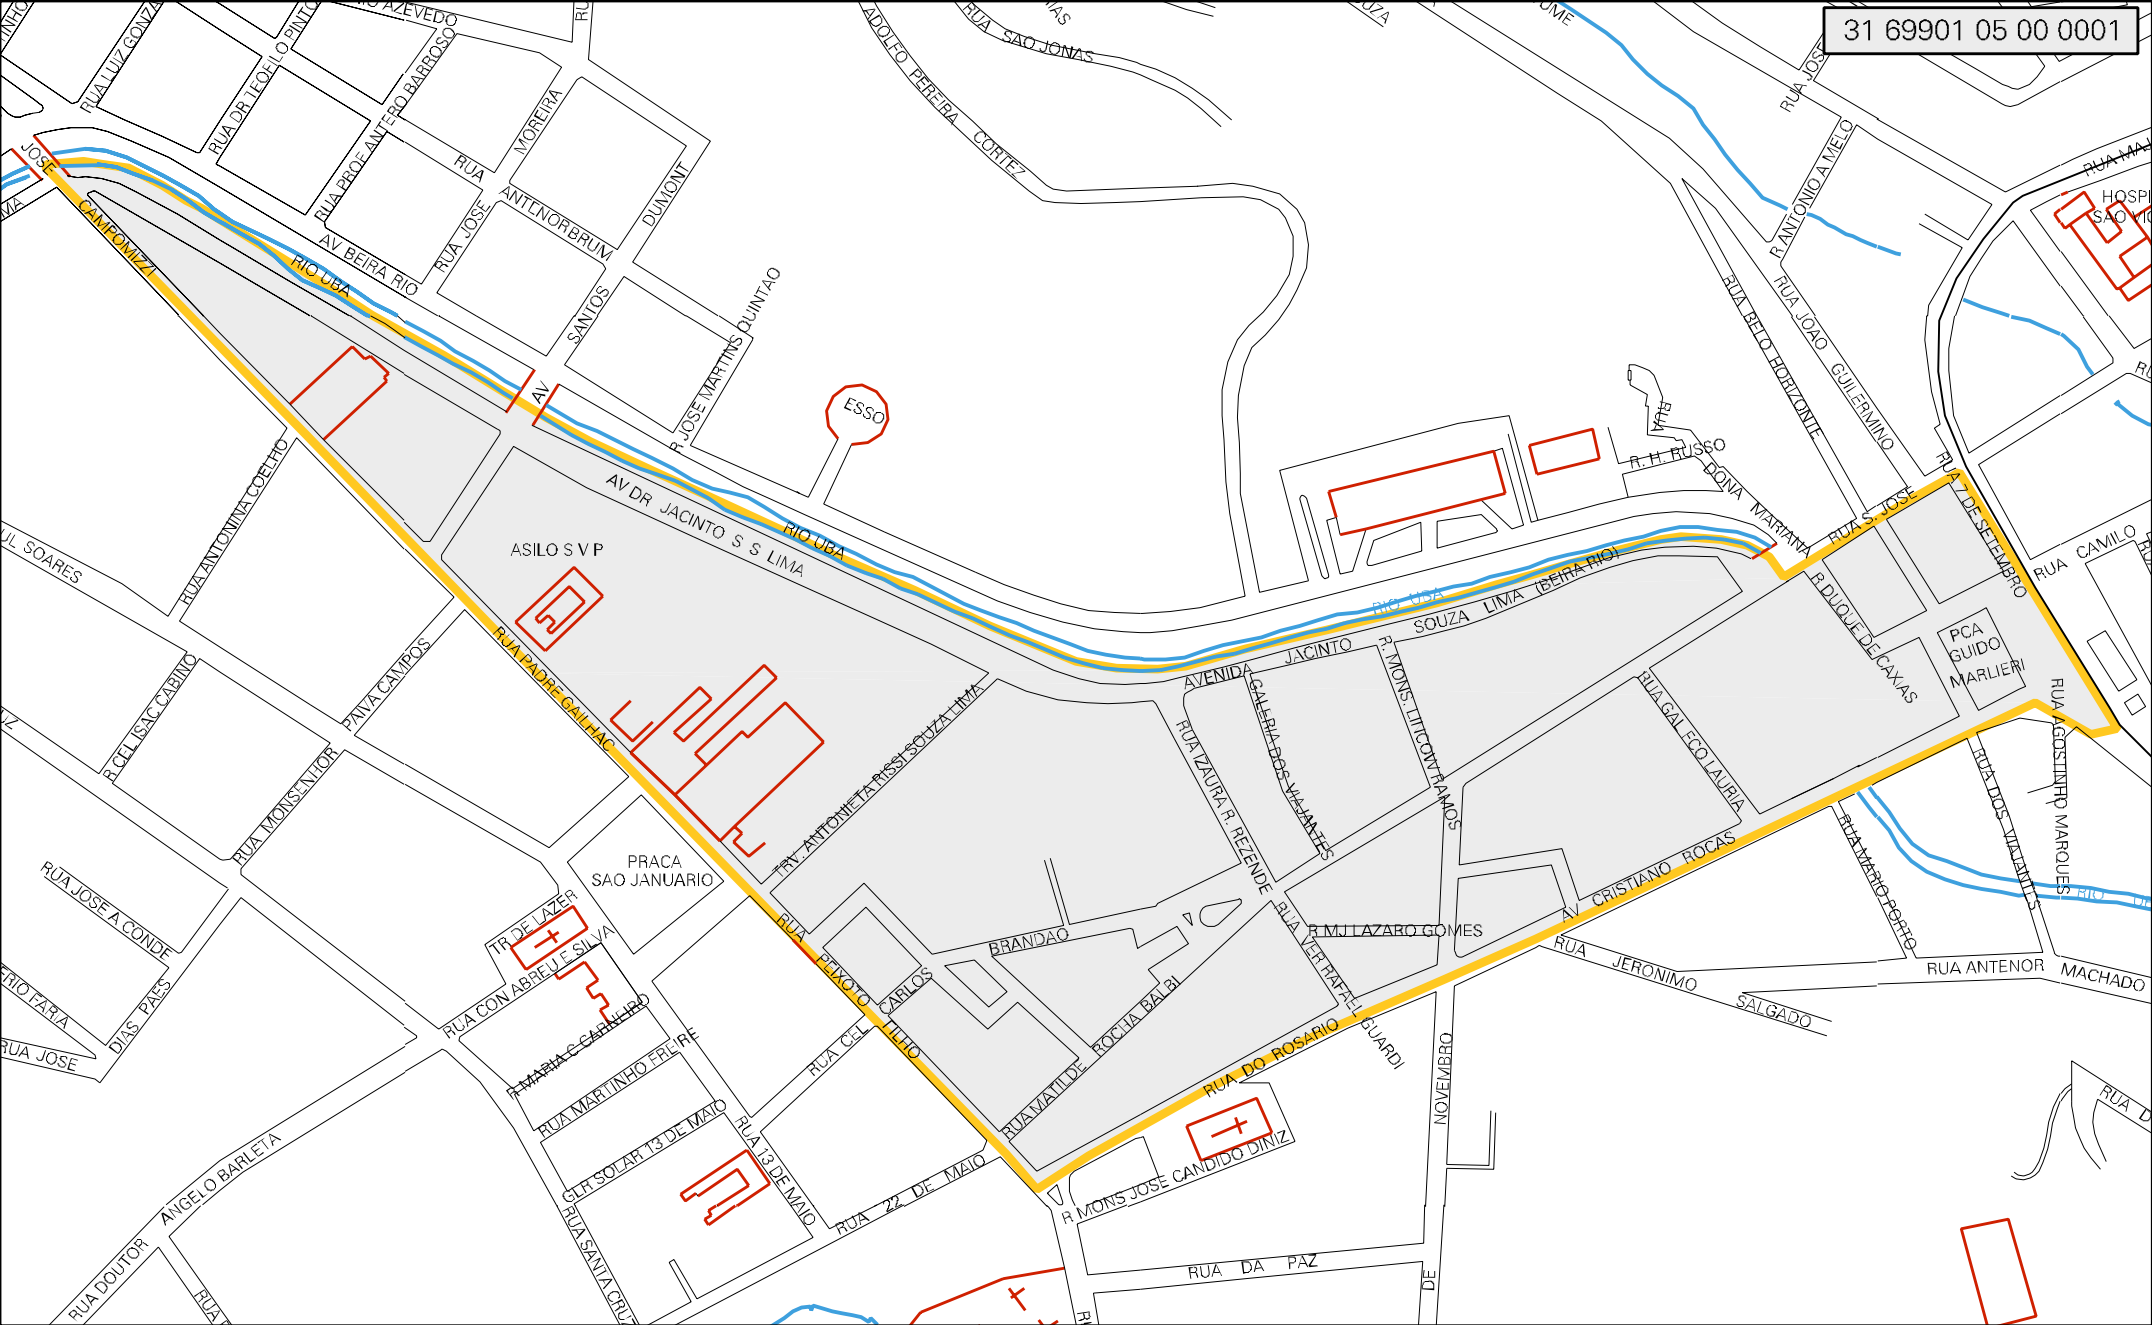 31 69901 05 00 0001
AZEVEDO
RUA LUIZ GONZA
RUA DR TEOFILO PINTO
RUA PROF ANTERO BARROSO
MOREIRA
RUA ANTENOR BRUM
RUA JOSE
DUMONT
SANTOS
AV BEIRA RIO
RIO UBA
JOSE
CAMPOMIZZI
AV
R JOSE MARTINS QUINTAO
ESSO
ADOLFO PEREIRA CORTEZ
RUA SAO JONAS
RUA JOSE
R ANTONIO A MELO
RUA MAJ
HOSPI
SAO VIC
RUA BELO HORIZONTE
RUA JOAO GUILERMINO
RUA
R. H. RUSSO
DONA MARIANA
RUA S. JOSE
RUA 7 DE SETEMBRO
RUA CAMILO
R DUQUE DE CAXIAS
PCA
GUIDO
MARLIERI
RUA AGOSTINHO MARQUES
RUA DOS VIAJANTES
RUA MARIO PORTO
RIO
RUA ANTENOR MACHADO
RUA JERONIMO SALGADO
AV CRISTIANO ROCAS
RUA GAL ECO LAURIA
R. MONS. LITICOW RAMOS
AVENIDA JACINTO SOUZA LIMA (BEIRA RIO)
RIO UBA
GALERIA DOS VIAJANTES
RUA IZAURA R. REZENDE
R MJ LAZARO GOMES
RUA VER RAFAEL GUARDI
RUA DO ROSARIO
AV DR JACINTO S S LIMA
RIO UBA
ASILO S V P
RUA PADRE GAILHAC
TRV. ANTONIETA RISSI SOUZA LIMA
RUA ANTONINA COELHO
UL SOARES
R CEL ISAC CABINO
RUA MONSENHOR PAIVA CAMPOS
PRACA
SAO JANUARIO
RUA PEIXOTO FILHO
RUA CEL CARLOS BRANDAO
RUA MATILDE ROCHA BALBI
RUA JOSE A CONDE
ERIO FARIA
RUA JOSE
DIAS PAES
TR DE LAZER
RUA CON ABREU E SILVA
R MARIA C CARNEIRO
RUA MARTINHO FREIRE
GLR SOLAR 13 DE MAIO
RUA 13 DE MAIO
RUA 22 DE MAIO
RUA SANTA CRUZ
RUA DOUTOR ANGELO BARLETA
RUA
R MONS JOSE CANDIDO DINIZ
RUA DA PAZ
DE NOVEMBRO
RUA D